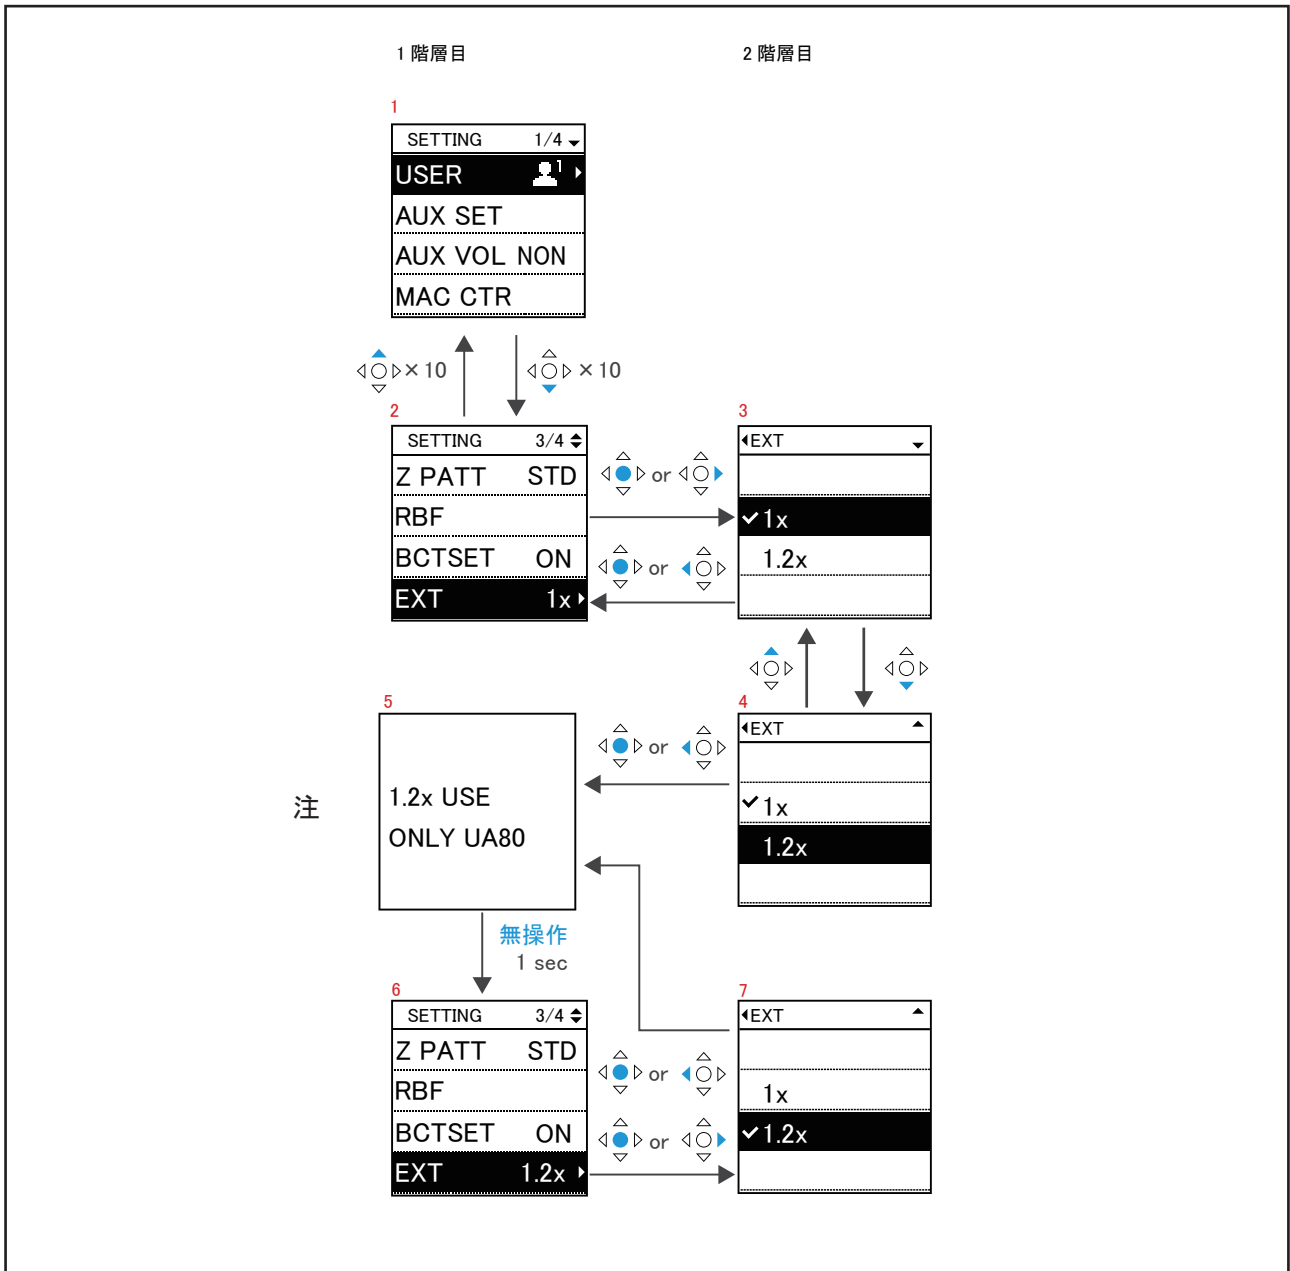 1 階層目
2 階層目
1
SETTING 1/4
USER 1
AUX SET
AUX VOL NON
MAC CTR
×10
×10
2
SETTING 3/4
Z PATT STD
RBF
BCTSET ON
EXT 1x
or
or
3
EXT
✓1x
1.2x
4
EXT
✓1x
1.2x
or
5
1.2x USE
ONLY UA80
注
無操作
1 sec
6
SETTING 3/4
Z PATT STD
RBF
BCTSET ON
EXT 1.2x
or
or
7
EXT
1x
✓1.2x